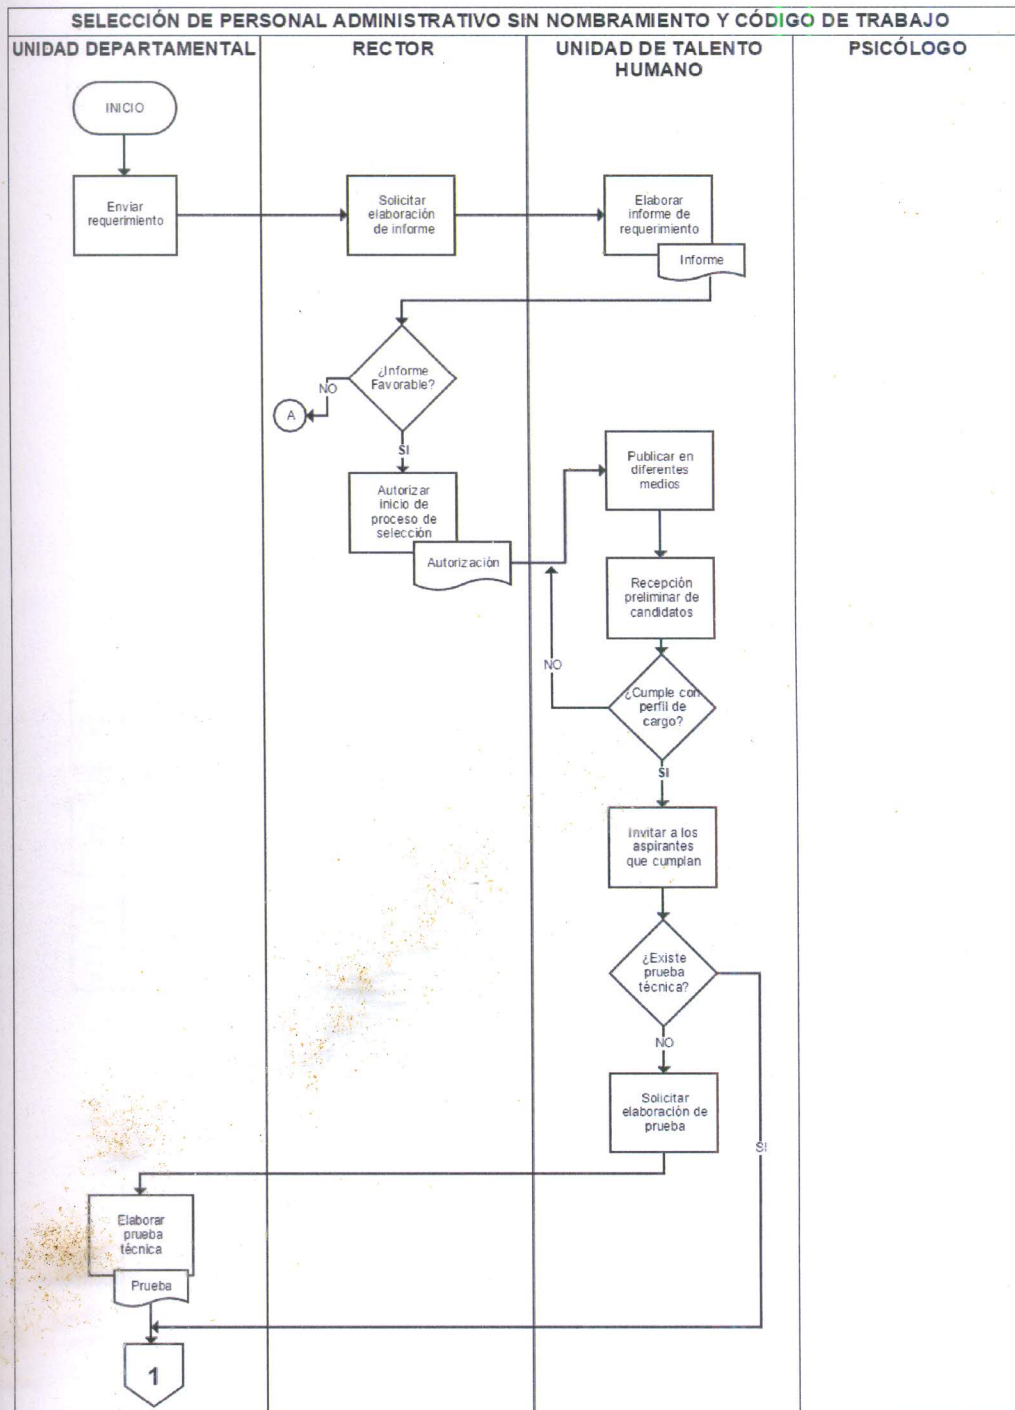 SELECCIÓN DE PERSONAL ADMINISTRATIVO SIN NOMBRAMIENTO Y CÓDIGO DE TRABAJO
UNIDAD DEPARTAMENTAL
RECTOR
UNIDAD DE TALENTO
HUMANO
PSICÓLOGO
INICIO
Enviar
requerimiento
Solicitar
elaboración
de informe
Elaborar
informe de
requerimiento
Informe
¿Informe
Favorable?
NO
A
SI
Autorizar
inicio de
proceso de
selección
Autorización
Publicar en
diferentes
medios
Recepción
preliminar de
candidatos
NO
¿Cumple con
perfil de
cargo?
SI
Invitar a los
aspirantes
que cumplan
¿Existe
prueba
técnica?
NO
Solicitar
elaboración de
prueba
SI
Elaborar
prueba
técnica
Prueba
1